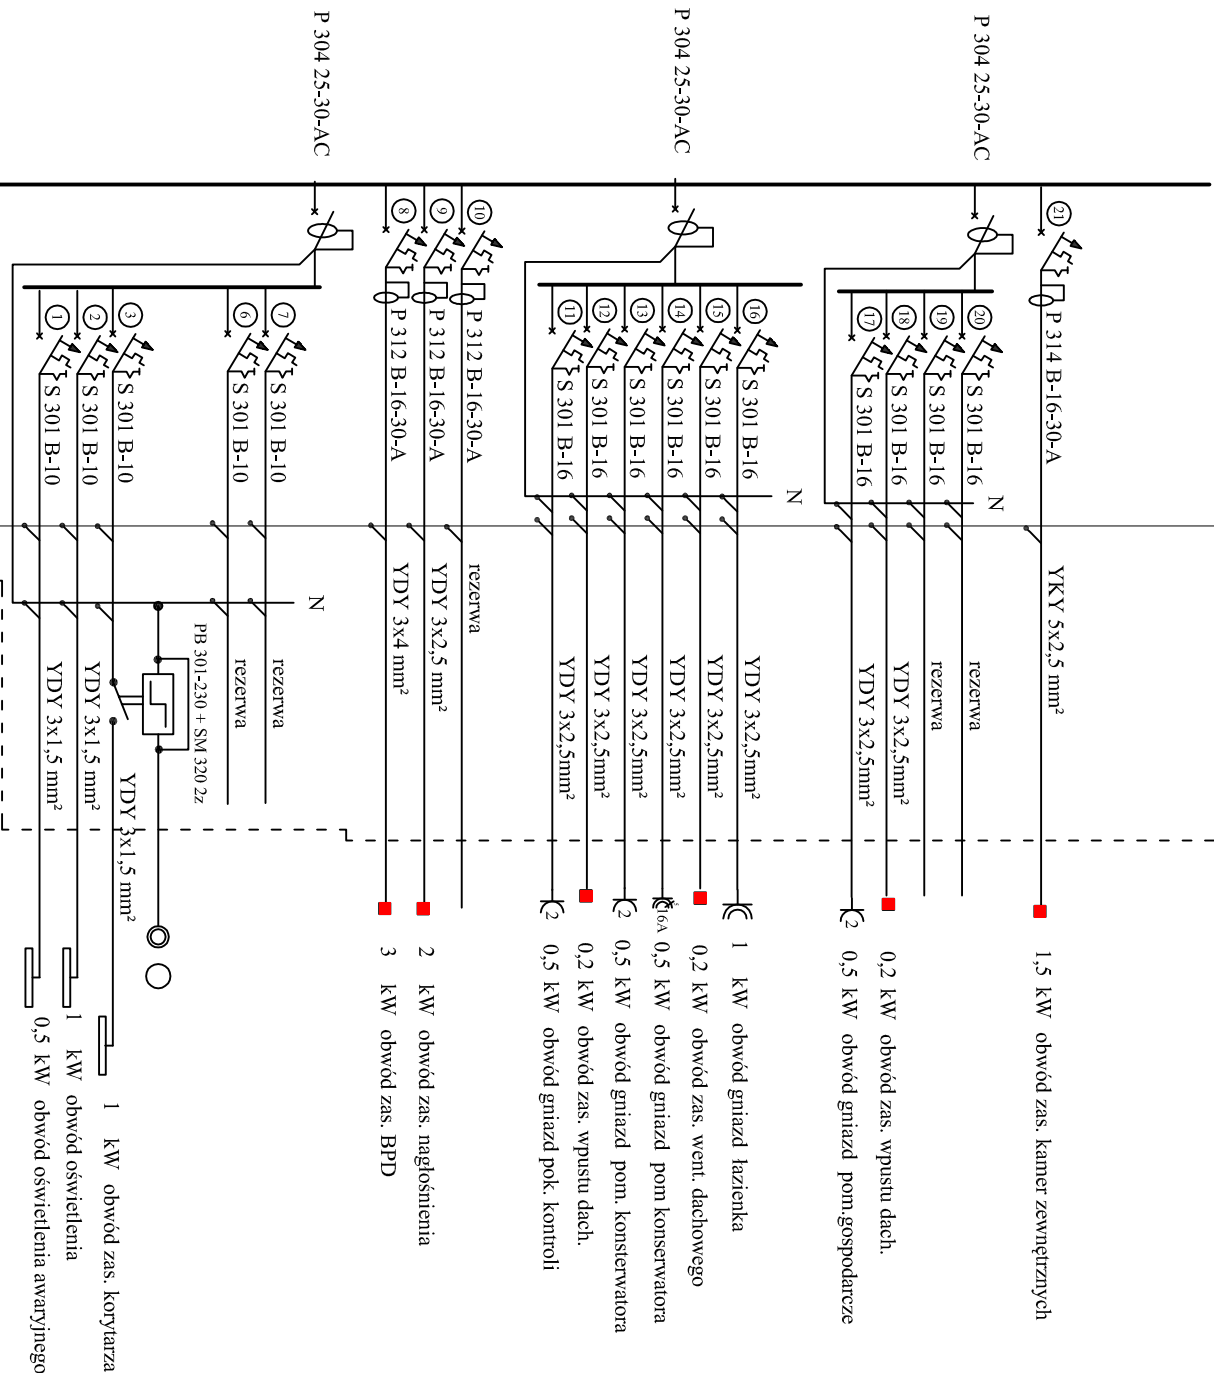 P 304 25-30-AC
P 304 25-30-AC
P 304 25-30-AC
21
P 314 B-16-30-A
YKY 5x2,5 mm²
1,5 kW obwód zas. kamer zewnętrznych
20
S 301 B-16
rezerwa
19
S 301 B-16
rezerwa
18
S 301 B-16
YDY 3x2,5mm²
0,2 kW obwód zas. wpustu dach.
17
S 301 B-16
YDY 3x2,5mm²
2
0,5 kW obwód gniazd pom.gospodarcze
N
16
S 301 B-16
YDY 3x2,5mm²
1 kW obwód gniazd łazienka
15
S 301 B-16
YDY 3x2,5mm²
0,2 kW obwód zas. went. dachowego
14
S 301 B-16
YDY 3x2,5mm²
16A
0,5 kW obwód gniazd pom konserwatora
13
S 301 B-16
YDY 3x2,5mm²
2
0,5 kW obwód gniazd pom. konsterwatora
12
S 301 B-16
YDY 3x2,5mm²
0,2 kW obwód zas. wpustu dach.
11
S 301 B-16
YDY 3x2,5mm²
2
0,5 kW obwód gniazd pok. kontroli
N
10
P 312 B-16-30-A
rezerwa
9
P 312 B-16-30-A
YDY 3x2,5 mm²
2 kW obwód zas. nagłośnienia
8
P 312 B-16-30-A
YDY 3x4 mm²
3 kW obwód zas. BPD
N
7
S 301 B-10
rezerwa
6
S 301 B-10
rezerwa
PB 301-230 + SM 320 2z
3
S 301 B-10
YDY 3x1,5 mm²
1 kW obwód zas. korytarza
2
S 301 B-10
YDY 3x1,5 mm²
1 kW obwód oświetlenia
1
S 301 B-10
YDY 3x1,5 mm²
0,5 kW obwód oświetlenia awaryjnego